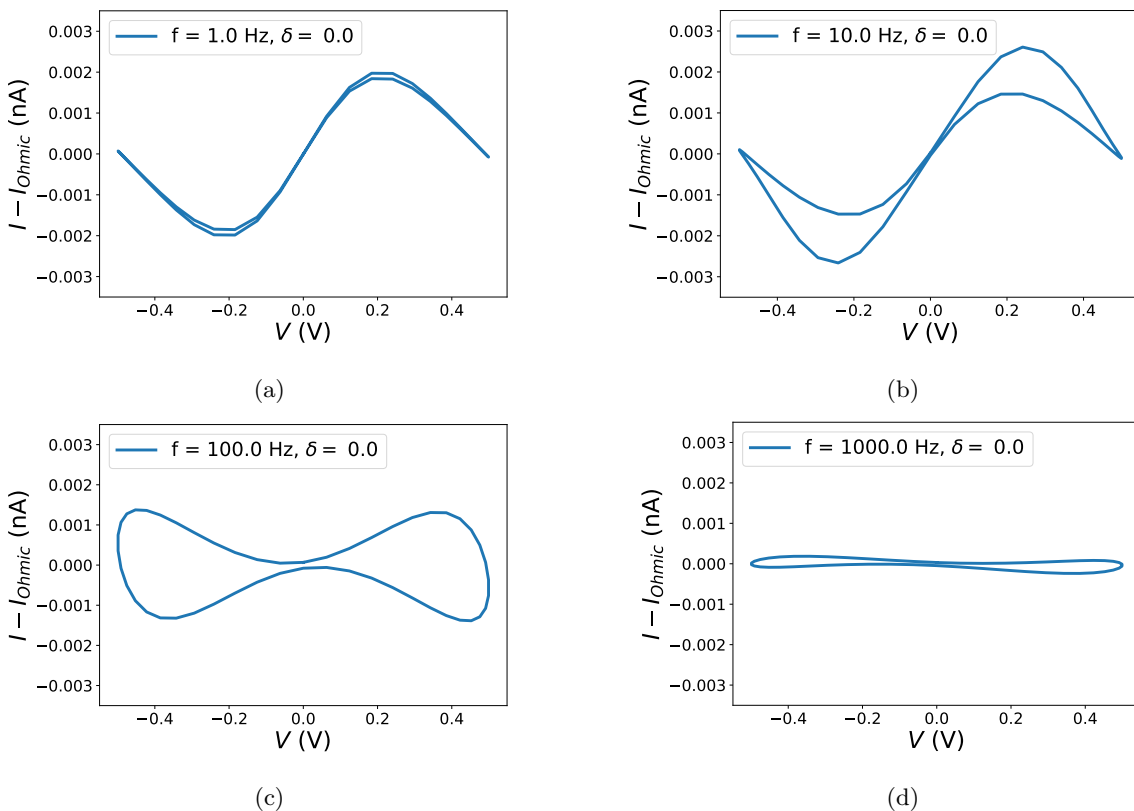 f = 1.0 Hz, δ = 0.0
I − I_Ohmic (nA)
0.003
0.002
0.001
0.000
−0.001
−0.002
−0.003
−0.4 −0.2 0.0 0.2 0.4
V (V)
(a)
f = 10.0 Hz, δ = 0.0
I − I_Ohmic (nA)
0.003
0.002
0.001
0.000
−0.001
−0.002
−0.003
−0.4 −0.2 0.0 0.2 0.4
V (V)
(b)
f = 100.0 Hz, δ = 0.0
I − I_Ohmic (nA)
0.003
0.002
0.001
0.000
−0.001
−0.002
−0.003
−0.4 −0.2 0.0 0.2 0.4
V (V)
(c)
f = 1000.0 Hz, δ = 0.0
I − I_Ohmic (nA)
0.003
0.002
0.001
0.000
−0.001
−0.002
−0.003
−0.4 −0.2 0.0 0.2 0.4
V (V)
(d)